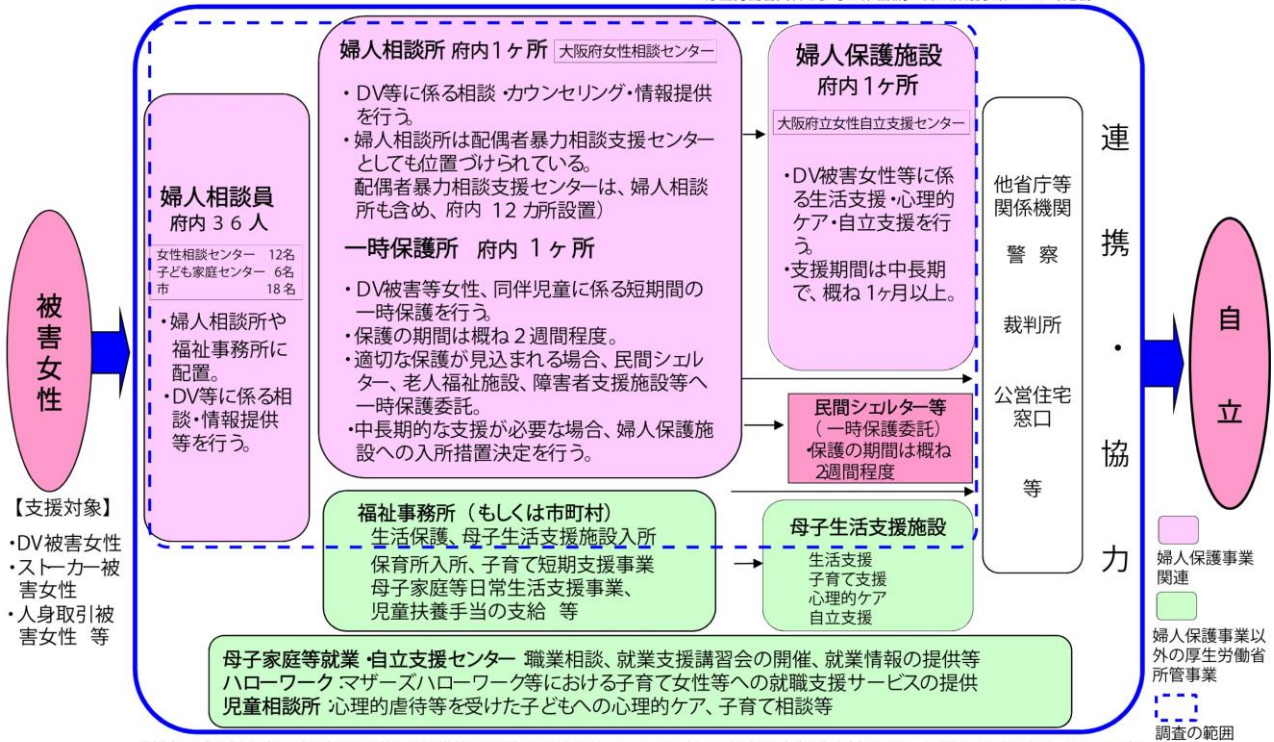 被害女性
【支援対象】
・DV被害女性
・ストーカー被
害女性
・人身取引被
害女性 等
婦人相談員
府内36人
女性相談センター 12名
子ども家庭センター 6名
市 18名
・婦人相談所や
福祉事務所に
配置。
・DV等に係る相
談・情報提供
等を行う。
婦人相談所 府内1ヶ所 大阪府女性相談センター
・DV等に係る相談・カウンセリング・情報提供
を行う。
・婦人相談所は配偶者暴力相談支援センター
としても位置づけられている。
配偶者暴力相談支援センターは、婦人相談
所も含め、府内 12カ所設置)
一時保護所 府内 1ヶ所
・DV被害等女性、同伴児童に係る短期間の
一時保護を行う。
・保護の期間は概ね2週間程度。
・適切な保護が見込まれる場合、民間シェル
ター、老人福祉施設、障害者支援施設等へ
一時保護委託。
・中長期的な支援が必要な場合、婦人保護施
設への入所措置決定を行う。
婦人保護施設
府内1ヶ所
大阪府立女性自立支援センター
・DV被害女性等に係
る生活支援・心理的
ケア・自立支援を行
う。
・支援期間は中長期
で、概ね1ヶ月以上。
民間シェルター等
(一時保護委託)
・保護の期間は概ね
2週間程度
福祉事務所(もしくは市町村)
生活保護、母子生活支援施設入所
保育所入所、子育て短期支援事業
母子家庭等日常生活支援事業、
児童扶養手当の支給 等
母子生活支援施設
生活支援
子育て支援
心理的ケア
自立支援
母子家庭等就業・自立支援センター 職業相談、就業支援講習会の開催、就業情報の提供等
ハローワーク:マザーズハローワーク等における子育て女性等への就職支援サービスの提供
児童相談所:心理的虐待等を受けた子どもへの心理的ケア、子育て相談等
他省庁等
関係機関
警察
裁判所
公営住宅
窓口
等
連携・協力
自立
婦人保護事業
関連
婦人保護事業以
外の厚生労働省
所管事業
調査の範囲